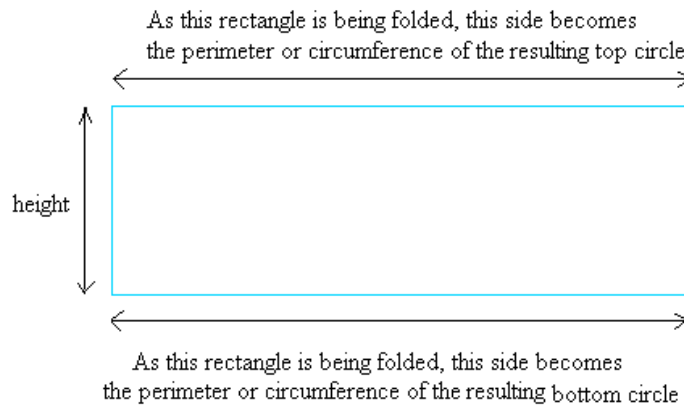 As this rectangle is being folded, this side becomes
the perimeter or circumference of the resulting top circle
height
As this rectangle is being folded, this side becomes
the perimeter or circumference of the resulting bottom circle